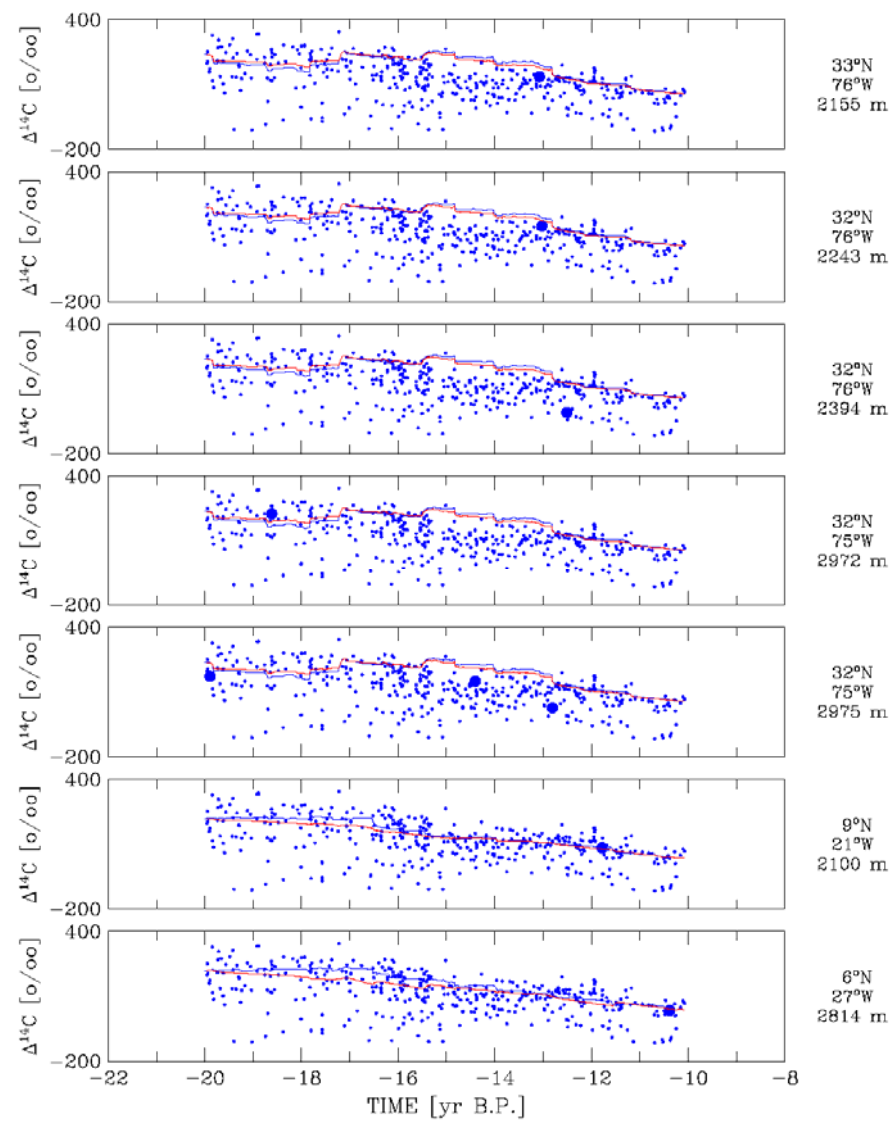 400
Δ¹⁴C [o/oo]
-200
33°N
76°W
2155 m
400
Δ¹⁴C [o/oo]
-200
32°N
76°W
2243 m
400
Δ¹⁴C [o/oo]
-200
32°N
76°W
2394 m
400
Δ¹⁴C [o/oo]
-200
32°N
75°W
2972 m
400
Δ¹⁴C [o/oo]
-200
32°N
75°W
2975 m
400
Δ¹⁴C [o/oo]
-200
9°N
21°W
2100 m
400
Δ¹⁴C [o/oo]
-200
6°N
27°W
2814 m
-22 -20 -18 -16 -14 -12 -10 -8
TIME [yr B.P.]